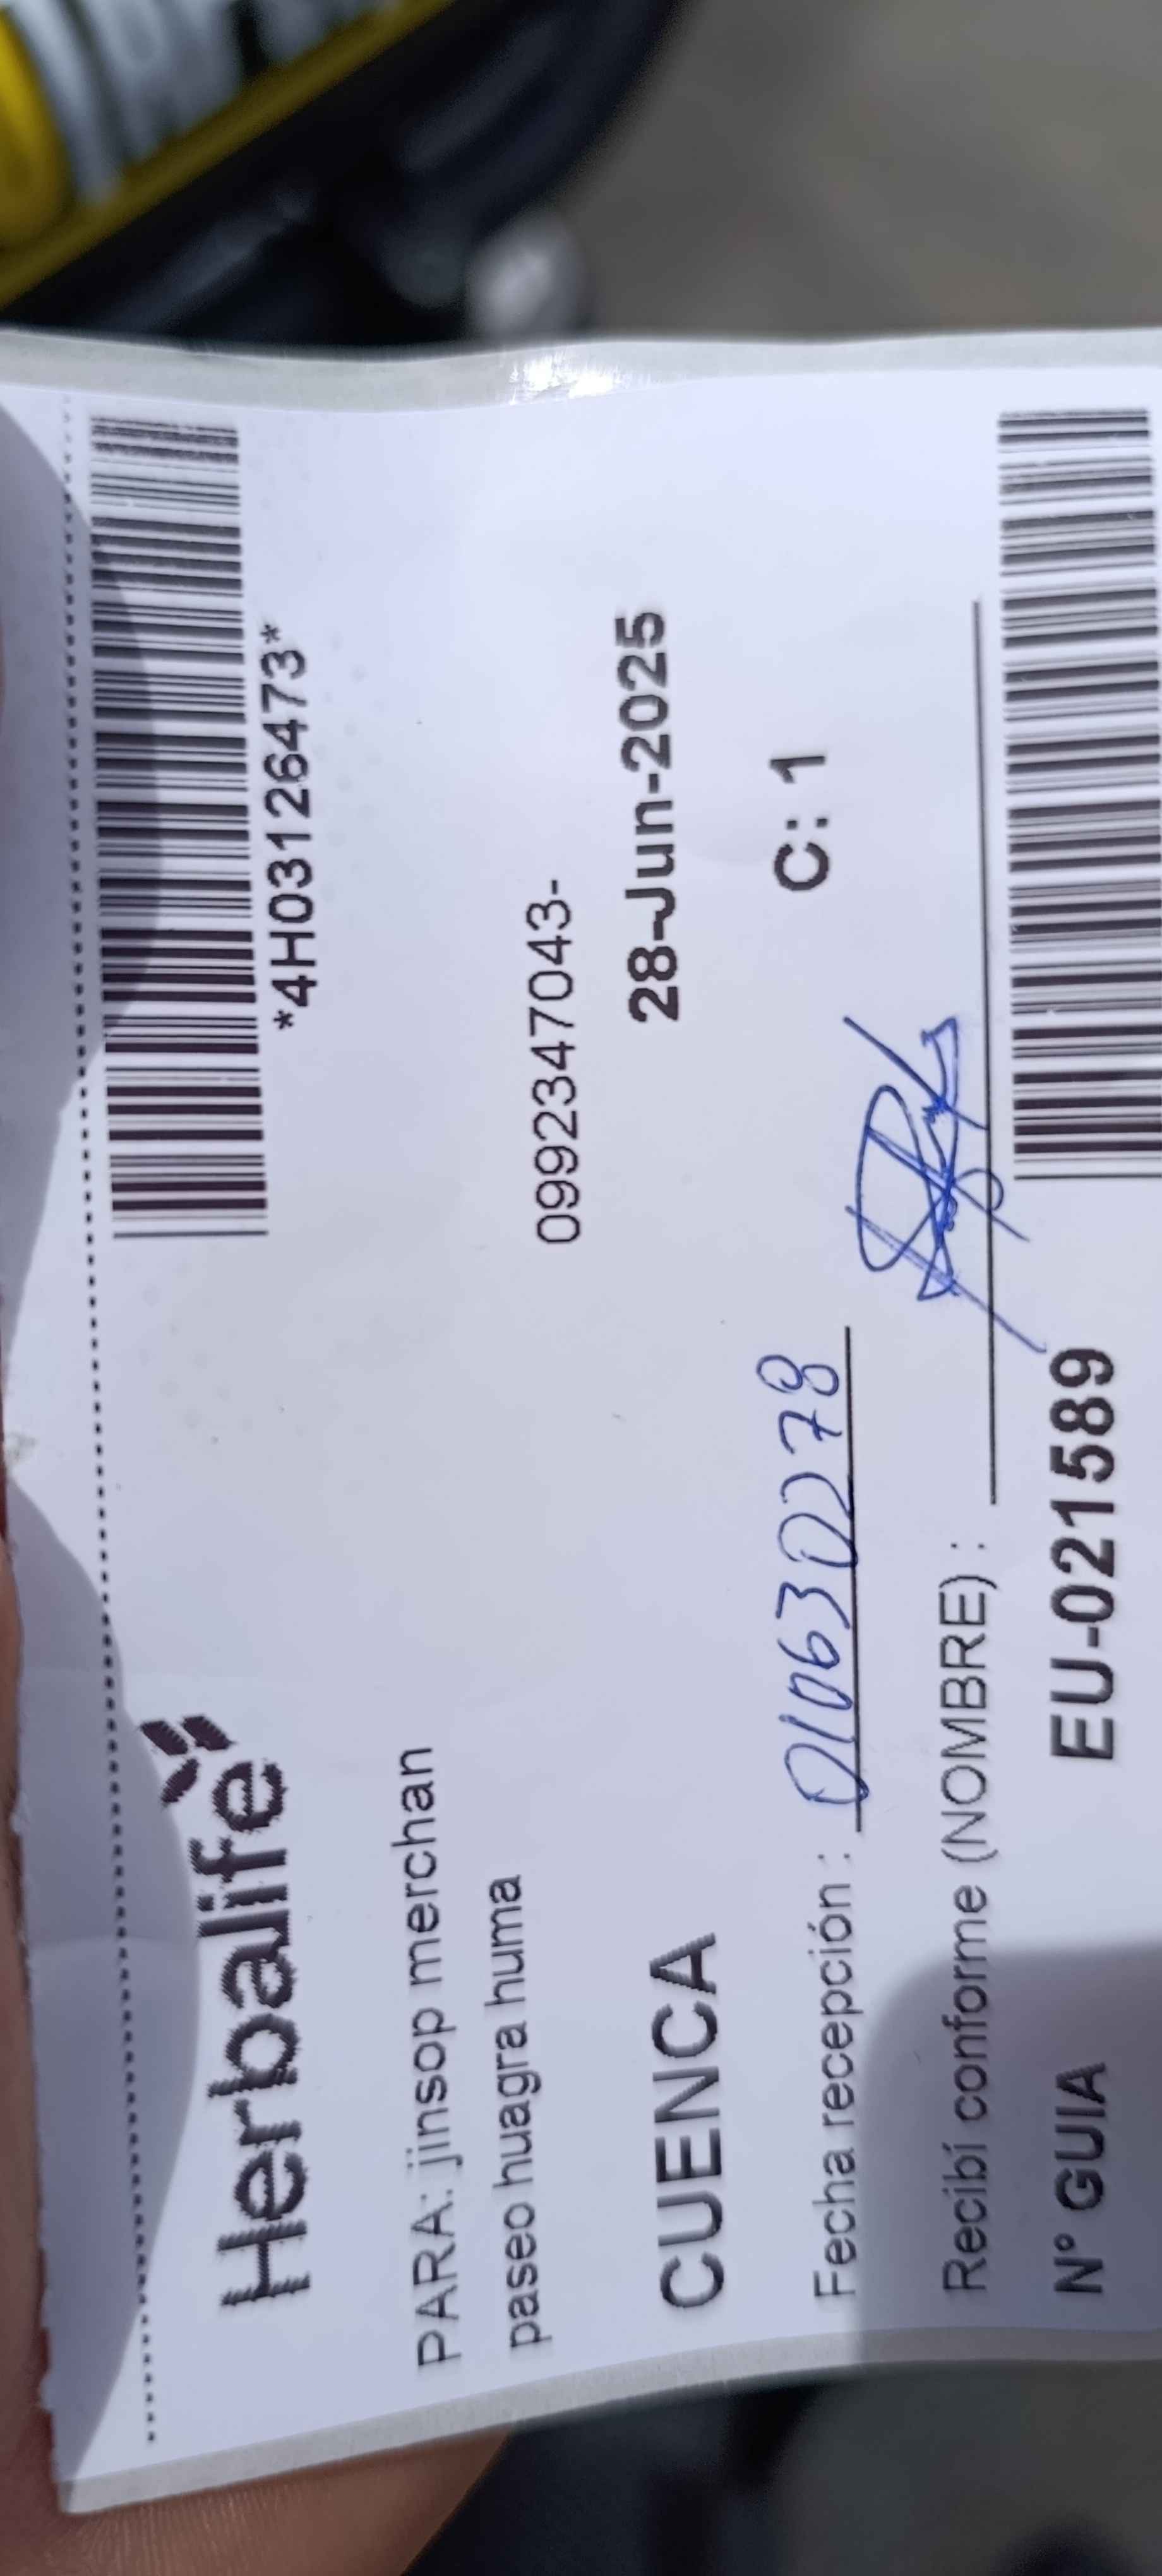 Herbalife
*4H03126473*
PARA: jinsop merchan
paseo huagra huma
0992347043-
CUENCA
28-Jun-2025
Fecha recepción : 0106302278
C: 1
Recibí conforme (NOMBRE) :
N° GUIA EU-021589